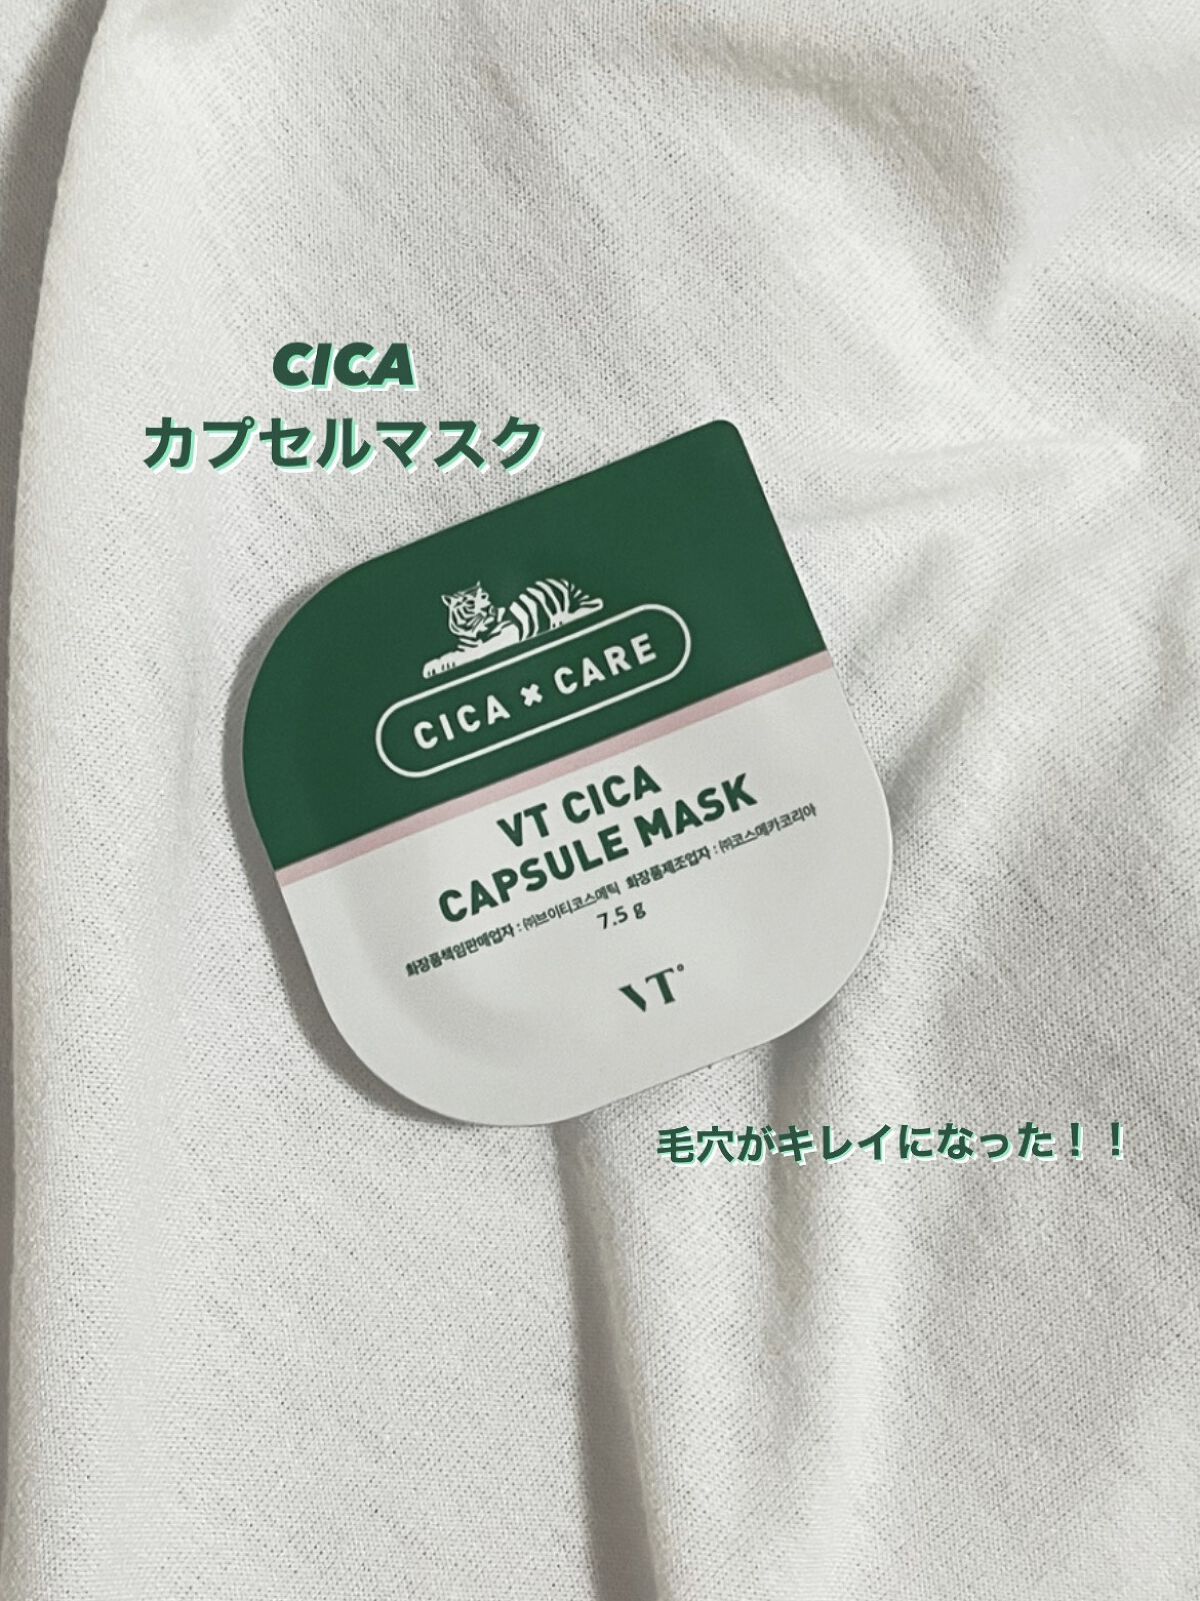 CICA
カプセルマスク
CICA × CARE
VT CICA
CAPSULE MASK
화장품책임판매업자 : ㈜브이티코스메틱 화장품제조업자 : ㈜코스메카코리아
7.5 g
VT
毛穴がキレイになった！！